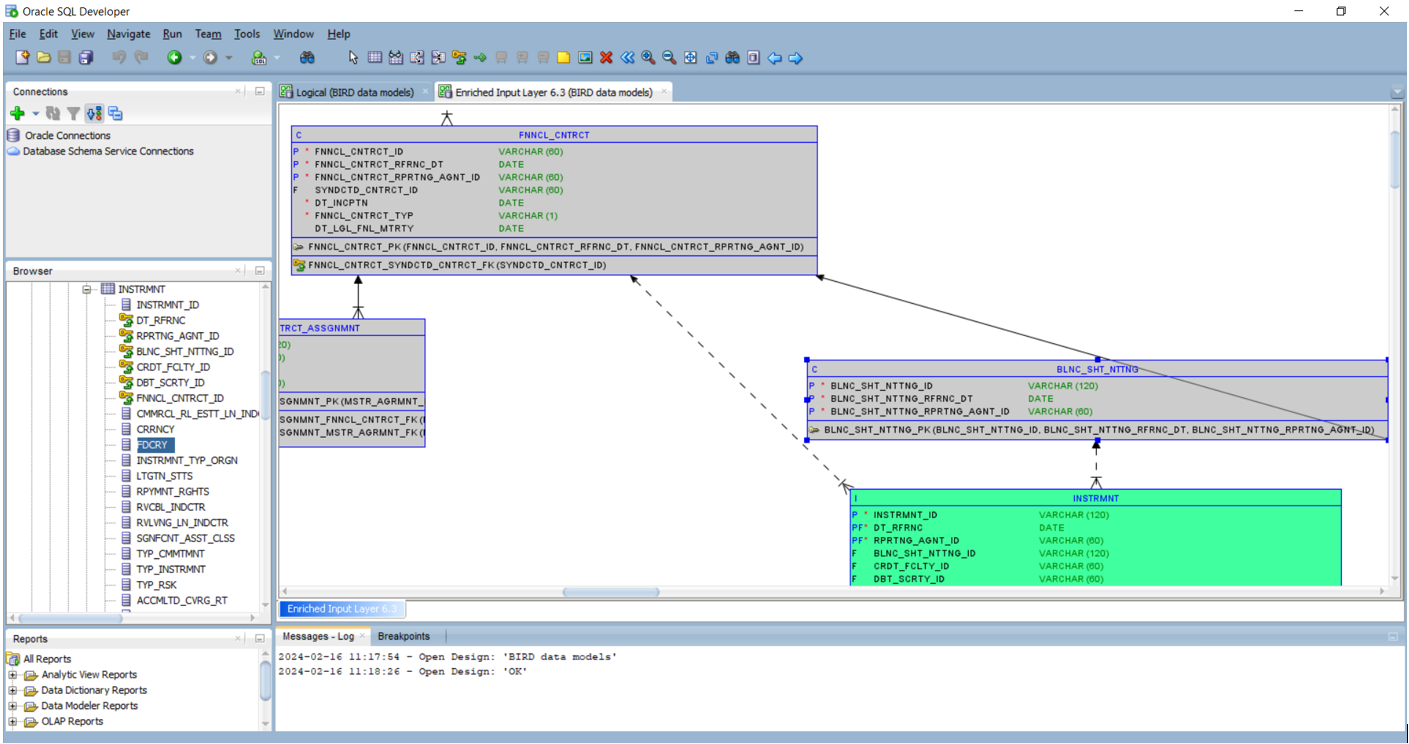 Oracle SQL Developer
File Edit View Navigate Run Team Tools Window Help
Connections
Oracle Connections
Database Schema Service Connections
Browser
INSTRMNT
INSTRMNT_ID
DT_RFRNC
RPRTNG_AGNT_ID
BLNC_SHT_NTTNG_ID
CRDT_FCLTY_ID
DBT_SCRTY_ID
FNNCL_CNTRCT_ID
CMMRCL_RL_ESTT_LN_INDI
CRRNCY
FDCRY
INSTRMNT_TYP_ORGN
LTGTN_STTS
RPYMNT_RGHTS
RVCBL_INDCTR
RVLVNG_LN_INDCTR
SGNFCNT_ASST_CLSS
TYP_CMMTMNT
TYP_INSTRMNT
TYP_RSK
ACCMLTD_CVRG_RT
Reports
All Reports
Analytic View Reports
Data Dictionary Reports
Data Modeler Reports
OLAP Reports
Logical (BIRD data models)
Enriched Input Layer 6.3 (BIRD data models)
C FNNCL_CNTRCT
P * FNNCL_CNTRCT_ID VARCHAR (60)
P * FNNCL_CNTRCT_RFRNC_DT DATE
P * FNNCL_CNTRCT_RPRTNG_AGNT_ID VARCHAR (60)
F SYNDCTD_CNTRCT_ID VARCHAR (60)
* DT_INCPTN DATE
* FNNCL_CNTRCT_TYP VARCHAR (1)
DT_LGL_FNL_MTRTY DATE
FNNCL_CNTRCT_PK (FNNCL_CNTRCT_ID, FNNCL_CNTRCT_RFRNC_DT, FNNCL_CNTRCT_RPRTNG_AGNT_ID)
FNNCL_CNTRCT_SYNDCTD_CNTRCT_FK (SYNDCTD_CNTRCT_ID)
TRCT_ASSGNMNT
20)
)
)
SGNMNT_PK (MSTR_AGRMNT_
SGNMNT_FNNCL_CNTRCT_FK (
SGNMNT_MSTR_AGRMNT_FK (
C BLNC_SHT_NTTNG
P * BLNC_SHT_NTTNG_ID VARCHAR (120)
P * BLNC_SHT_NTTNG_RFRNC_DT DATE
P * BLNC_SHT_NTTNG_RPRTNG_AGNT_ID VARCHAR (60)
BLNC_SHT_NTTNG_PK (BLNC_SHT_NTTNG_ID, BLNC_SHT_NTTNG_RFRNC_DT, BLNC_SHT_NTTNG_RPRTNG_AGNT_ID)
I INSTRMNT
P * INSTRMNT_ID VARCHAR (120)
PF* DT_RFRNC DATE
PF* RPRTNG_AGNT_ID VARCHAR (60)
F BLNC_SHT_NTTNG_ID VARCHAR (120)
F CRDT_FCLTY_ID VARCHAR (60)
F DBT_SCRTY_ID VARCHAR (60)
Enriched Input Layer 6.3
Messages - Log
Breakpoints
2024-02-16 11:17:54 - Open Design: 'BIRD data models'
2024-02-16 11:18:26 - Open Design: 'OK'